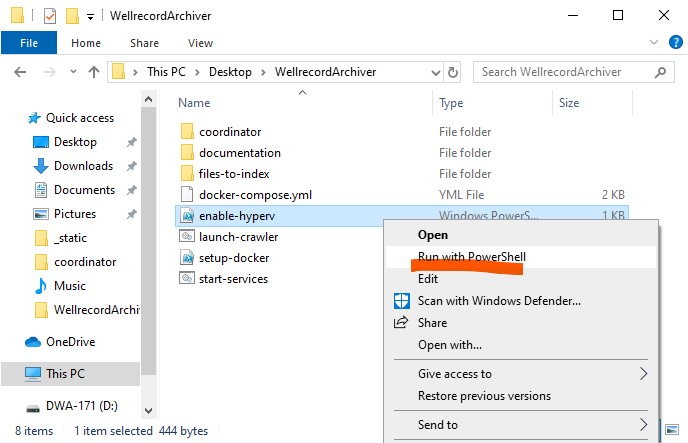 WellrecordArchiver
File Home Share View
This PC Desktop WellrecordArchiver Search WellrecordArchiver
Name Type Size
Quick access
Desktop
Downloads
Documents
Pictures
_static
coordinator
Music
WellrecordArchiv
OneDrive
This PC
DWA-171 (D:)
coordinator File folder
documentation File folder
files-to-index File folder
docker-compose.yml YML File 2 KB
enable-hyperv Windows PowerS... 1 KB
launch-crawler
setup-docker
start-services
Open
Run with PowerShell
Edit
Scan with Windows Defender...
Share
Open with...
Give access to
Restore previous versions
Send to
8 items 1 item selected 444 bytes